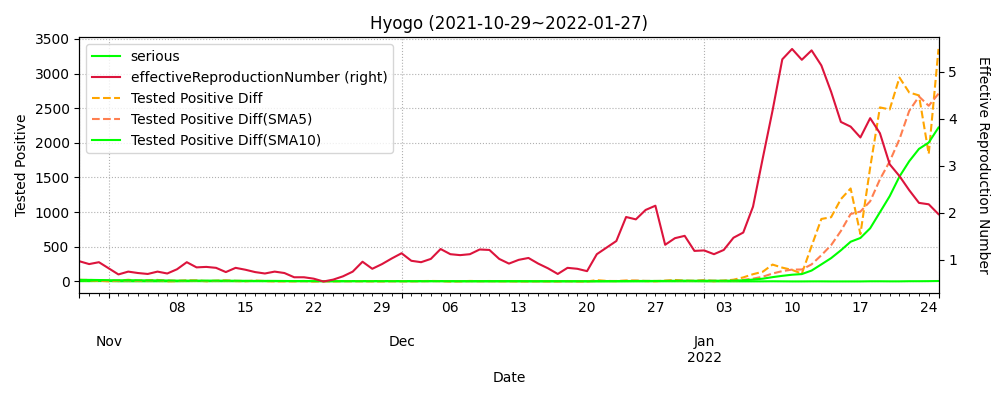 Hyogo (2021-10-29~2022-01-27)
serious
effectiveReproductionNumber (right)
Tested Positive Diff
Tested Positive Diff(SMA5)
Tested Positive Diff(SMA10)
Tested Positive
3500
3000
2500
2000
1500
1000
500
0
Effective Reproduction Number
5
4
3
2
1
08 15 22 29 06 13 20 27 03 10 17 24
Nov Dec Jan
2022
Date